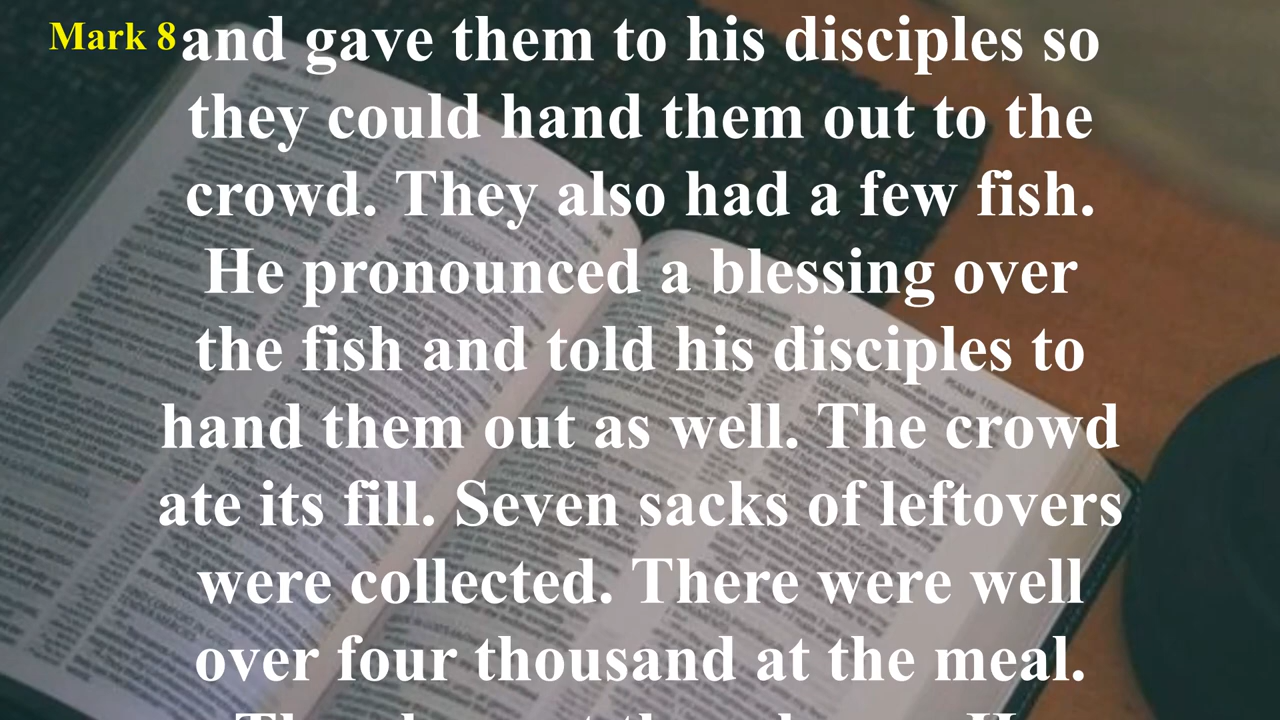 Mark 8
and gave them to his disciples so
they could hand them out to the
crowd. They also had a few fish.
He pronounced a blessing over
the fish and told his disciples to
hand them out as well. The crowd
ate its fill. Seven sacks of leftovers
were collected. There were well
over four thousand at the meal.